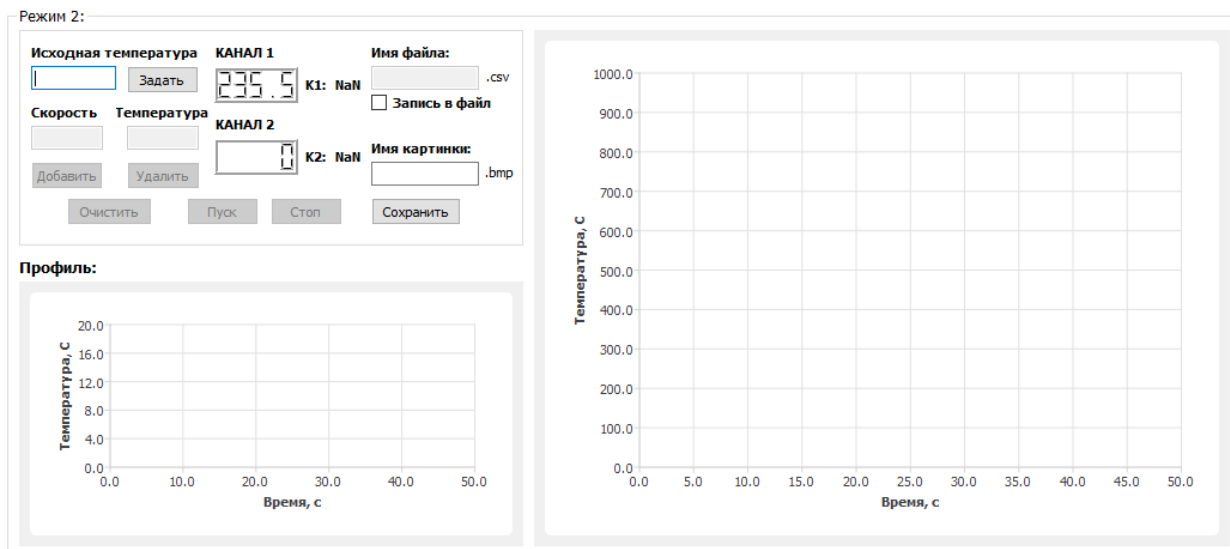 Режим 2:
Исходная температура
Задать
Скорость Температура
Добавить Удалить
Очистить Пуск Стоп
КАНАЛ 1
235.5 K1: NaN
КАНАЛ 2
0 K2: NaN
Имя файла:
.csv
Запись в файл
Имя картинки:
.bmp
Сохранить
Профиль:
Температура, С
20.0
16.0
12.0
8.0
4.0
0.0
0.0 10.0 20.0 30.0 40.0 50.0
Время, с
Температура, С
1000.0
900.0
800.0
700.0
600.0
500.0
400.0
300.0
200.0
100.0
0.0
0.0 5.0 10.0 15.0 20.0 25.0 30.0 35.0 40.0 45.0 50.0
Время, с